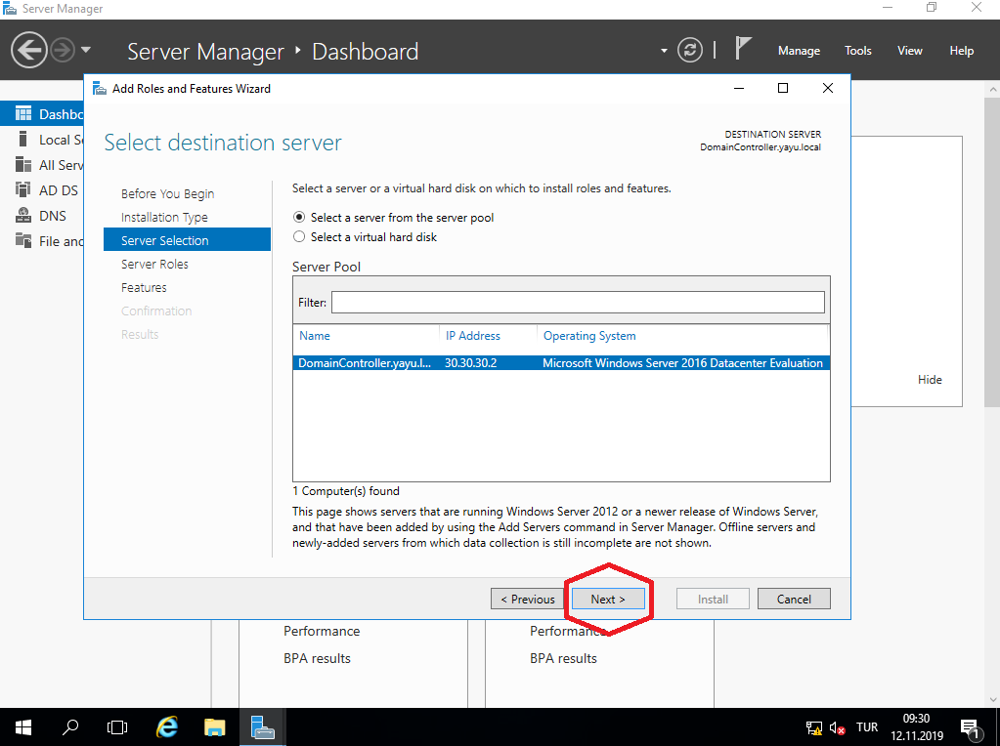 Server Manager
Server Manager
Dashboard
Manage
Tools
View
Help
Add Roles and Features Wizard
Select destination server
DESTINATION SERVER
DomainController.yayu.local
Dashbo
Local Se
All Serv
AD DS
DNS
File and
Before You Begin
Installation Type
Server Selection
Server Roles
Features
Confirmation
Results
Select a server or a virtual hard disk on which to install roles and features.
Select a server from the server pool
Select a virtual hard disk
Server Pool
Filter:
Name IP Address Operating System
DomainController.yayu.l... 30.30.30.2 Microsoft Windows Server 2016 Datacenter Evaluation
Hide
1 Computer(s) found
This page shows servers that are running Windows Server 2012 or a newer release of Windows Server,
and that have been added by using the Add Servers command in Server Manager. Offline servers and
newly-added servers from which data collection is still incomplete are not shown.
< Previous
Next >
Install
Cancel
Performance
BPA results
Performance
BPA results
TUR
09:30
12.11.2019
1